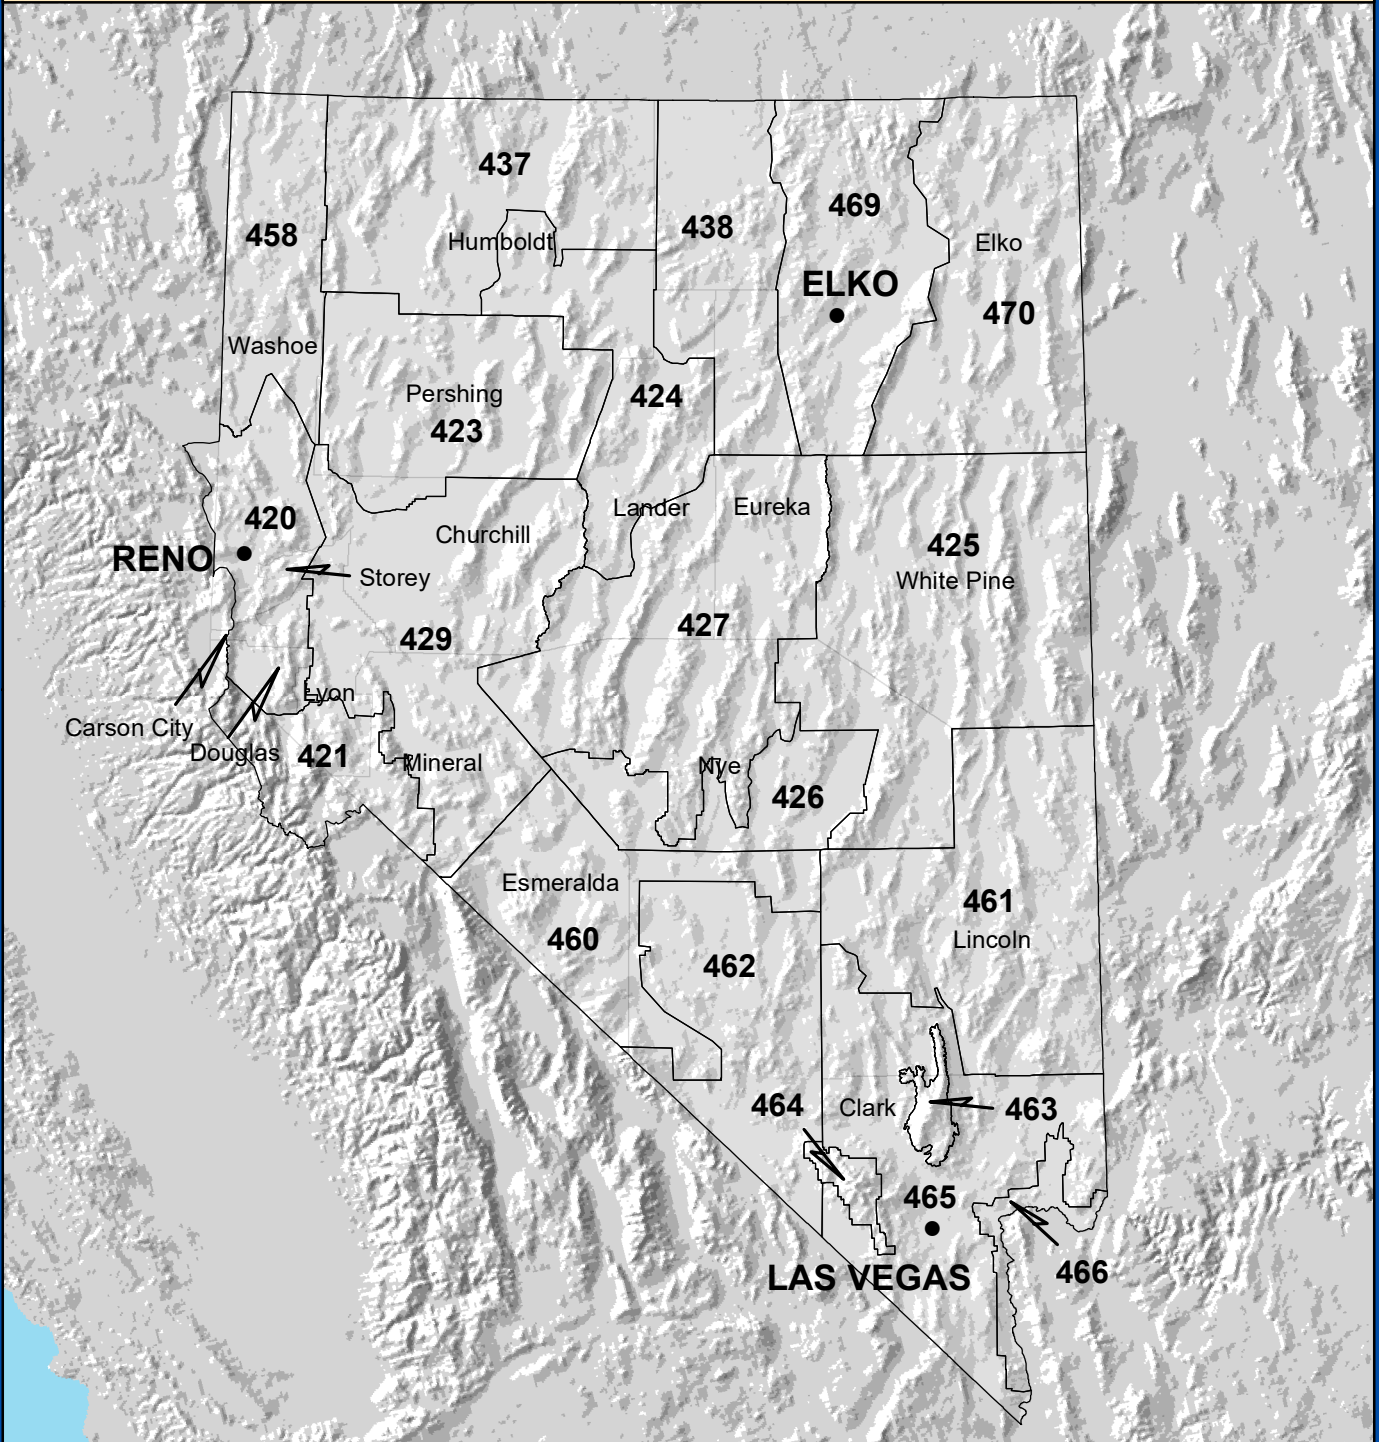 437
469
438
458
Humboldt
Elko
ELKO
470
Washoe
Pershing
424
423
Lander
Eureka
420
Churchill
425
RENO
Storey
White Pine
427
429
Lyon
Carson City
Douglas
421
Mineral
Nye
426
Esmeralda
461
460
Lincoln
462
464
Clark
463
465
466
LAS VEGAS